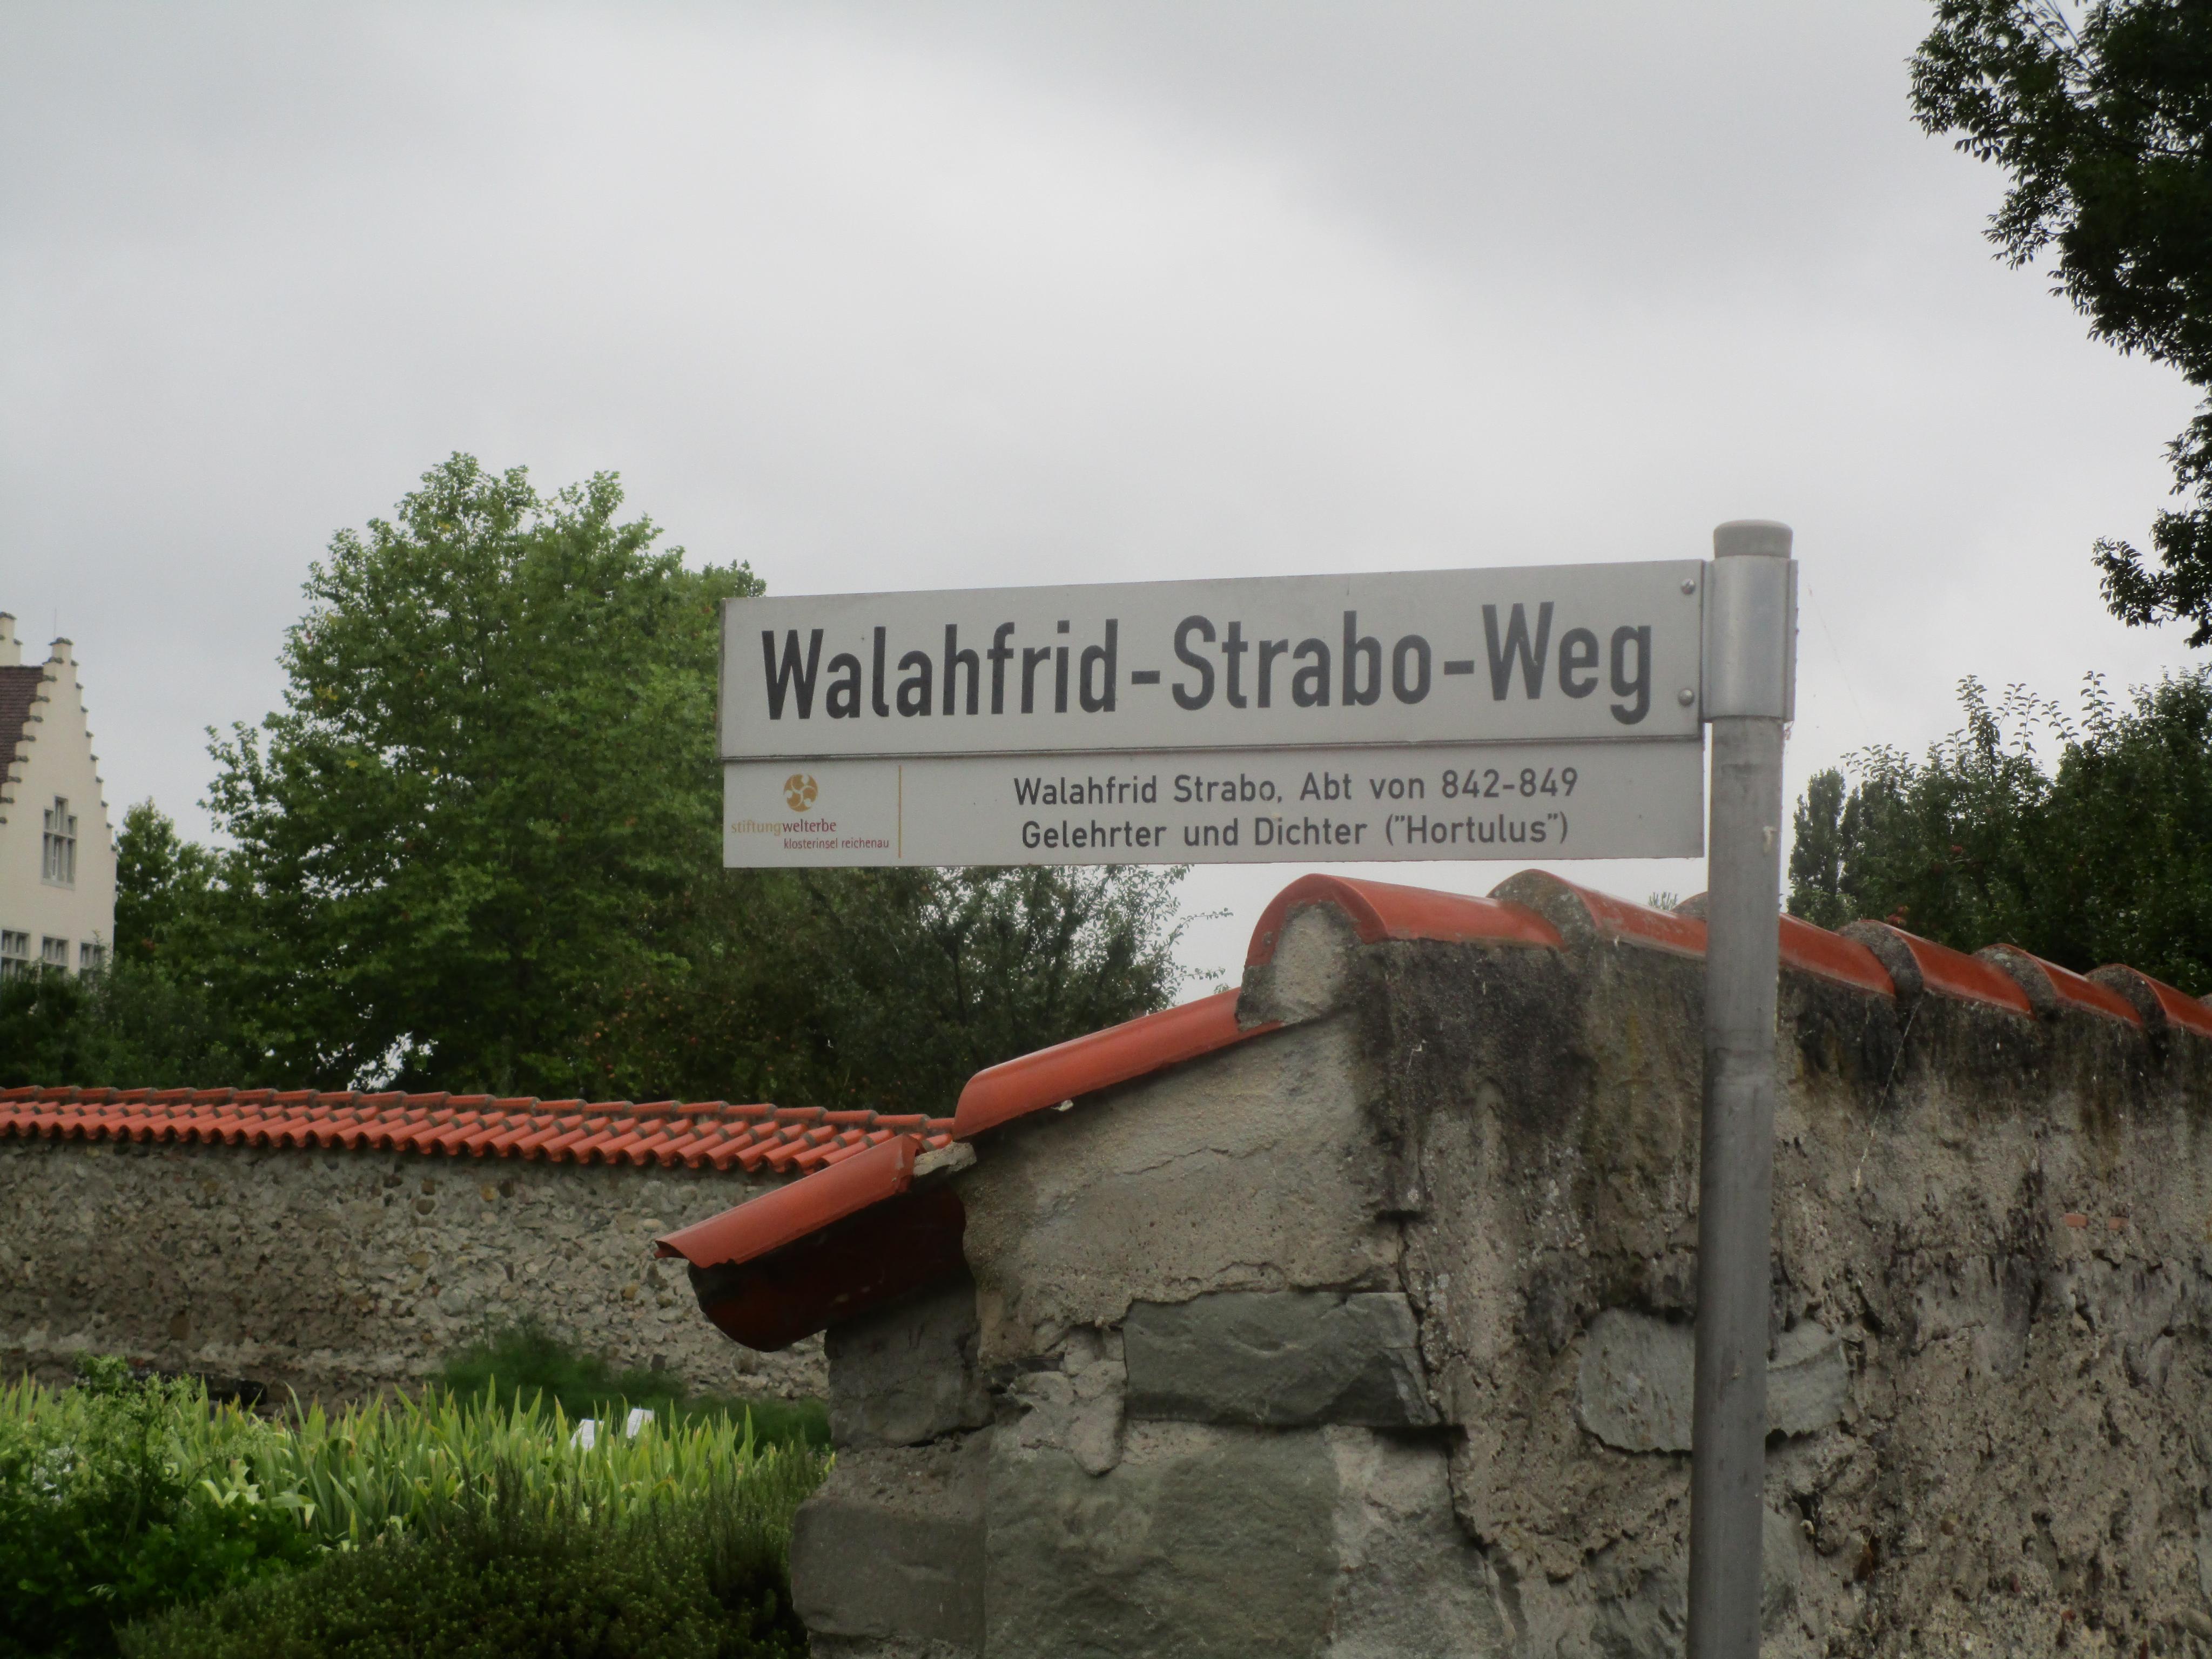 Walahfrid-Strabo-Weg
stiftungwelterbe
klosterinsel reichenau
Walahfrid Strabo, Abt von 842-849
Gelehrter und Dichter ("Hortulus")